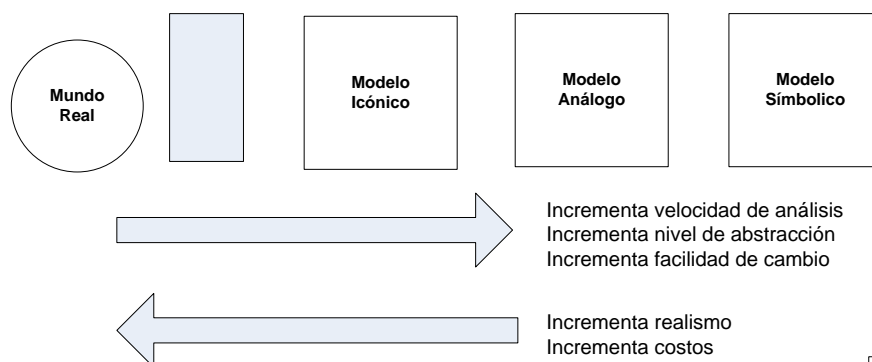 Mundo
Real
Modelo
Icónico
Modelo
Análogo
Modelo
Símbolico
Incrementa velocidad de análisis
Incrementa nivel de abstracción
Incrementa facilidad de cambio
Incrementa realismo
Incrementa costos